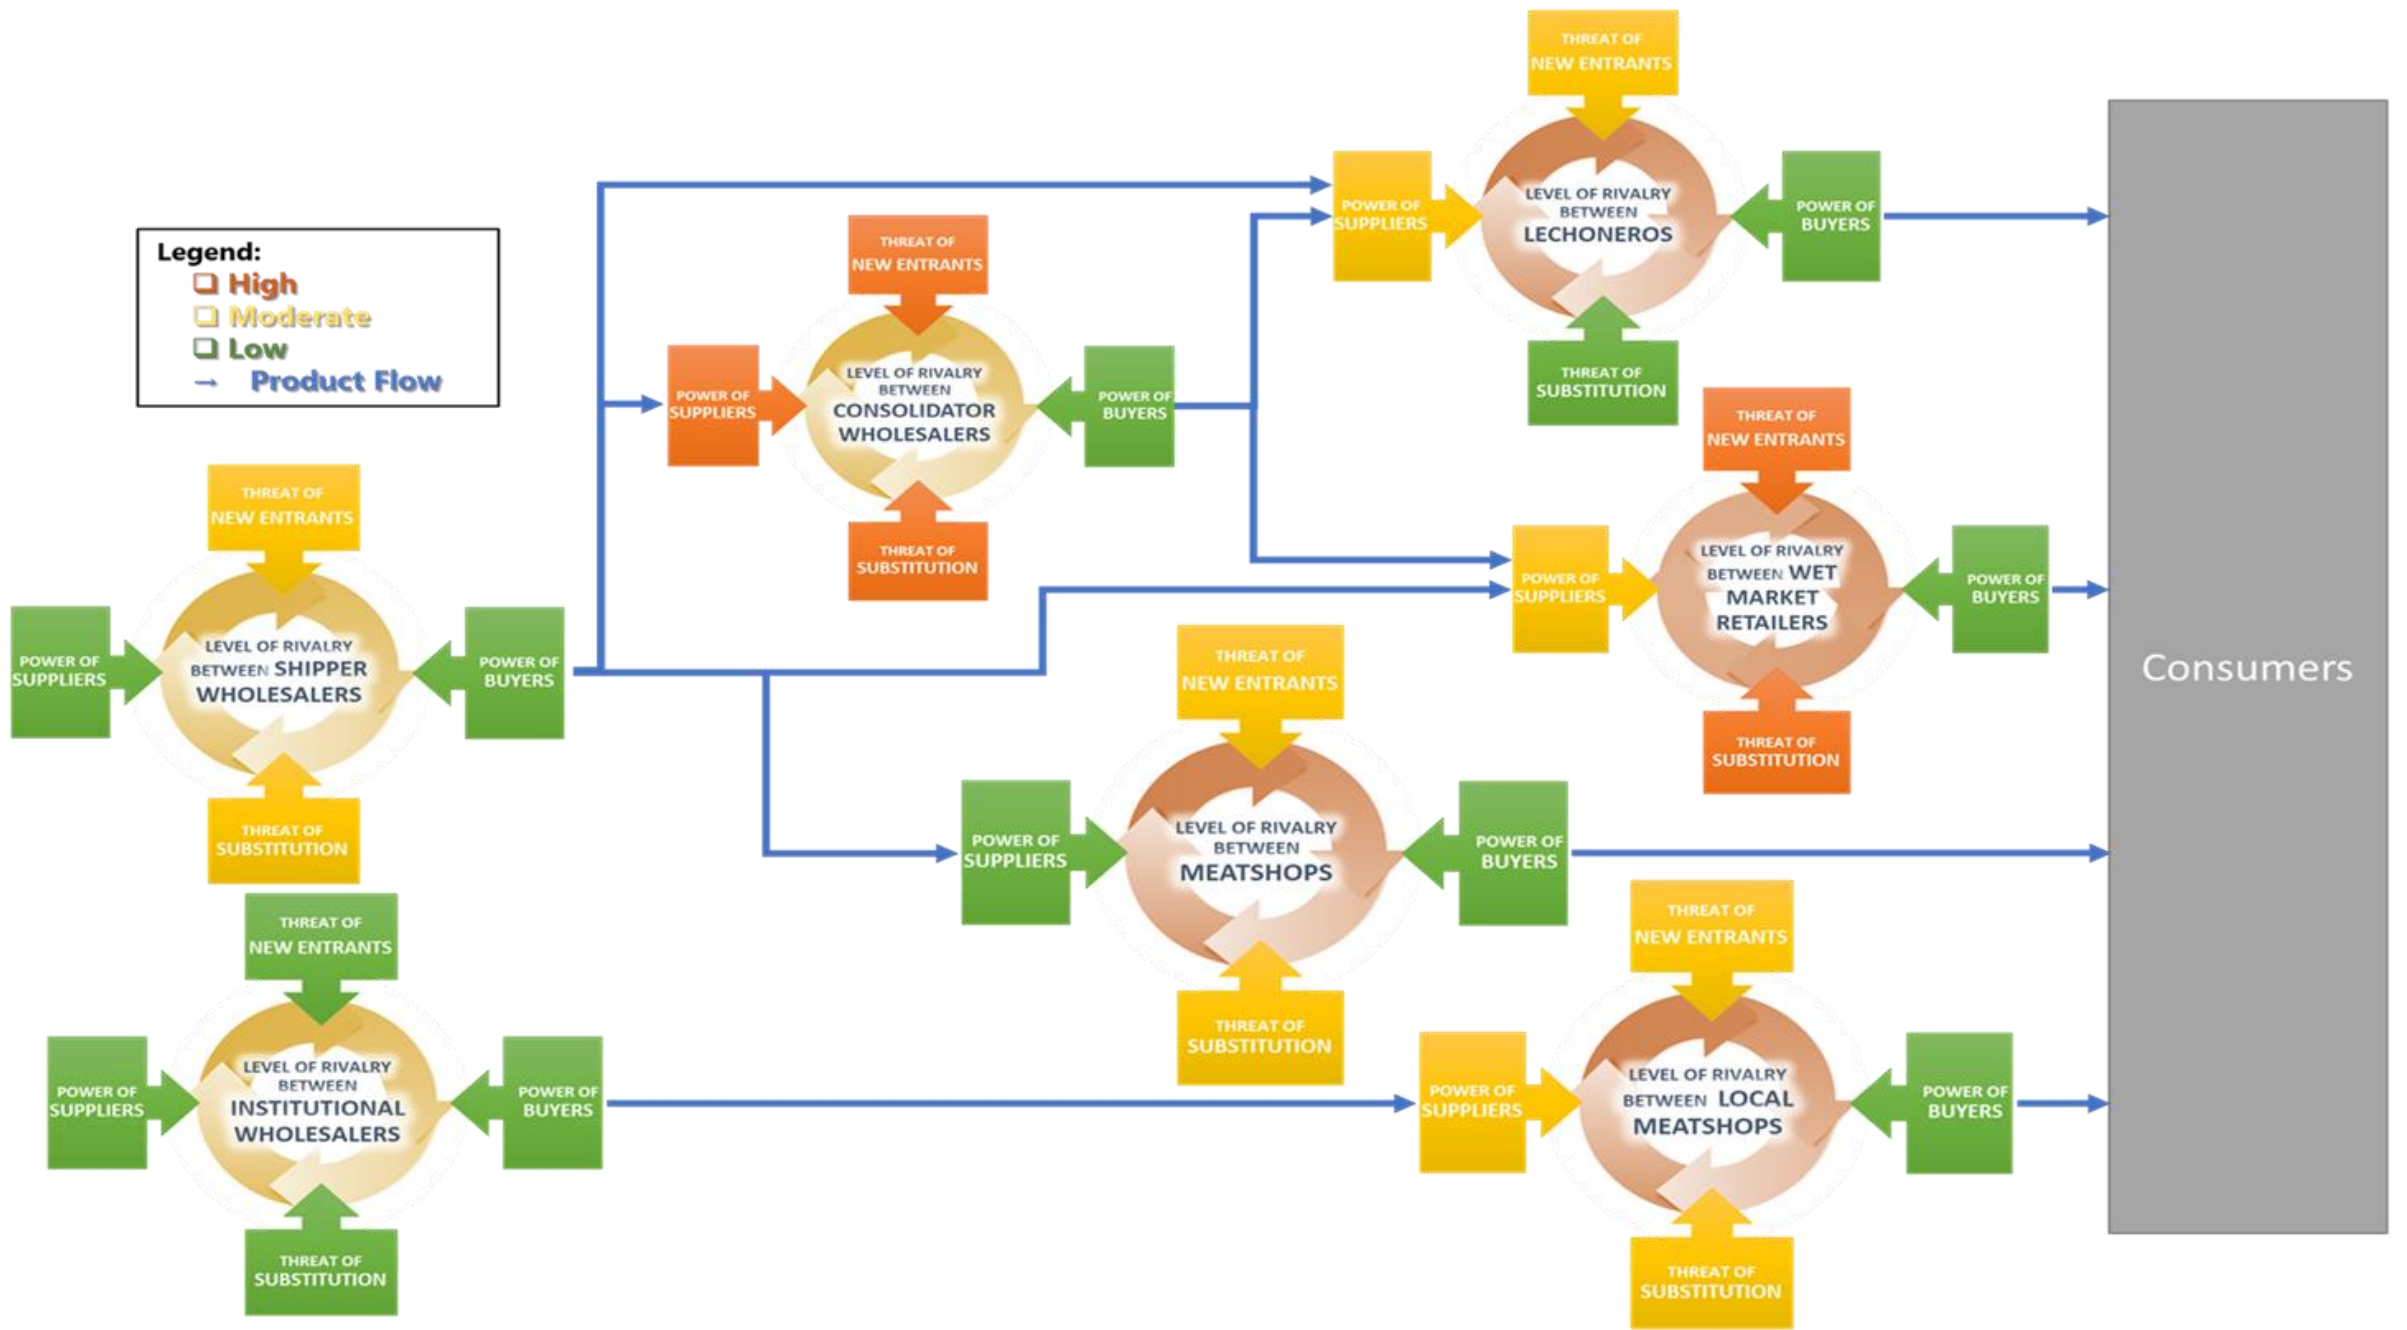 Legend:
❑ High
❑ Moderate
❑ Low
→ Product Flow
THREAT OF
NEW ENTRANTS
POWER OF
SUPPLIERS
LEVEL OF RIVALRY
BETWEEN
LECHONEROS
POWER OF
BUYERS
THREAT OF
SUBSTITUTION
THREAT OF
NEW ENTRANTS
POWER OF
SUPPLIERS
LEVEL OF RIVALRY
BETWEEN
CONSOLIDATOR
WHOLESALERS
POWER OF
BUYERS
THREAT OF
SUBSTITUTION
THREAT OF
NEW ENTRANTS
POWER OF
SUPPLIERS
LEVEL OF RIVALRY
BETWEEN WET
MARKET
RETAILERS
POWER OF
BUYERS
THREAT OF
SUBSTITUTION
THREAT OF
NEW ENTRANTS
POWER OF
SUPPLIERS
LEVEL OF RIVALRY
BETWEEN SHIPPER
WHOLESALERS
POWER OF
BUYERS
THREAT OF
SUBSTITUTION
THREAT OF
NEW ENTRANTS
POWER OF
SUPPLIERS
LEVEL OF RIVALRY
BETWEEN
MEATSHOPS
POWER OF
BUYERS
THREAT OF
SUBSTITUTION
THREAT OF
NEW ENTRANTS
POWER OF
SUPPLIERS
LEVEL OF RIVALRY
BETWEEN
INSTITUTIONAL
WHOLESALERS
POWER OF
BUYERS
THREAT OF
SUBSTITUTION
THREAT OF
NEW ENTRANTS
POWER OF
SUPPLIERS
LEVEL OF RIVALRY
BETWEEN LOCAL
MEATSHOPS
POWER OF
BUYERS
THREAT OF
SUBSTITUTION
Consumers